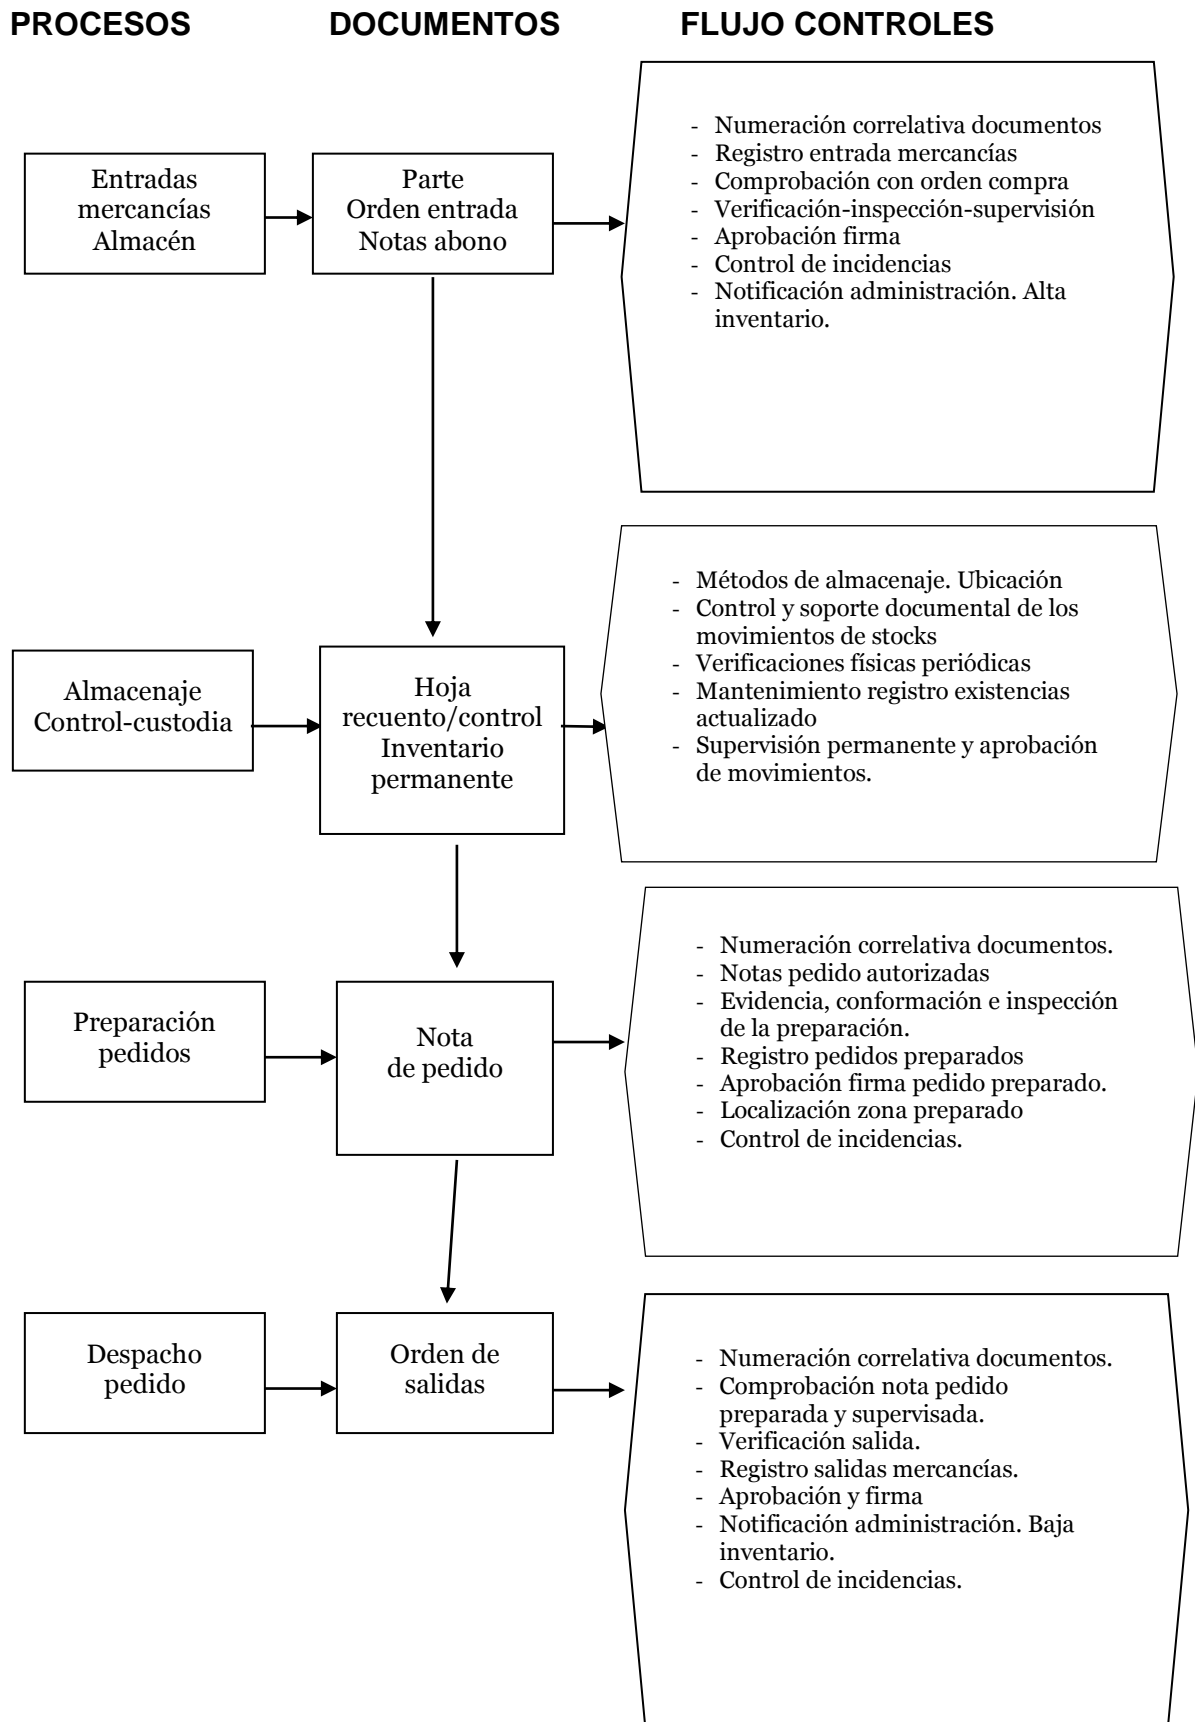 PROCESOS DOCUMENTOS FLUJO CONTROLES
Entradas
mercancías
Almacén
Parte
Orden entrada
Notas abono
- Numeración correlativa documentos
- Registro entrada mercancías
- Comprobación con orden compra
- Verificación-inspección-supervisión
- Aprobación firma
- Control de incidencias
- Notificación administración. Alta
inventario.
Almacenaje
Control-custodia
Hoja
recuento/control
Inventario
permanente
- Métodos de almacenaje. Ubicación
- Control y soporte documental de los
movimientos de stocks
- Verificaciones físicas periódicas
- Mantenimiento registro existencias
actualizado
- Supervisión permanente y aprobación
de movimientos.
Preparación
pedidos
Nota
de pedido
- Numeración correlativa documentos.
- Notas pedido autorizadas
- Evidencia, conformación e inspección
de la preparación.
- Registro pedidos preparados
- Aprobación firma pedido preparado.
- Localización zona preparado
- Control de incidencias.
Despacho
pedido
Orden de
salidas
- Numeración correlativa documentos.
- Comprobación nota pedido
preparada y supervisada.
- Verificación salida.
- Registro salidas mercancías.
- Aprobación y firma
- Notificación administración. Baja
inventario.
- Control de incidencias.